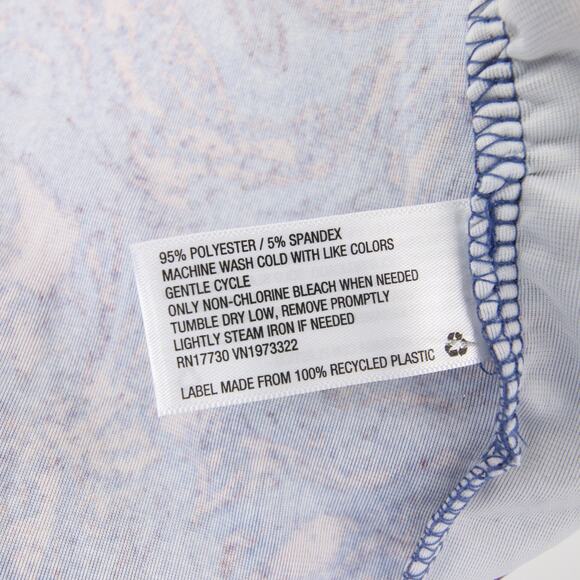 95% POLYESTER / 5% SPANDEX
MACHINE WASH COLD WITH LIKE COLORS
GENTLE CYCLE
ONLY NON-CHLORINE BLEACH WHEN NEEDED
TUMBLE DRY LOW, REMOVE PROMPTLY
LIGHTLY STEAM IRON IF NEEDED
RN17730 VN1973322
LABEL MADE FROM 100% RECYCLED PLASTIC